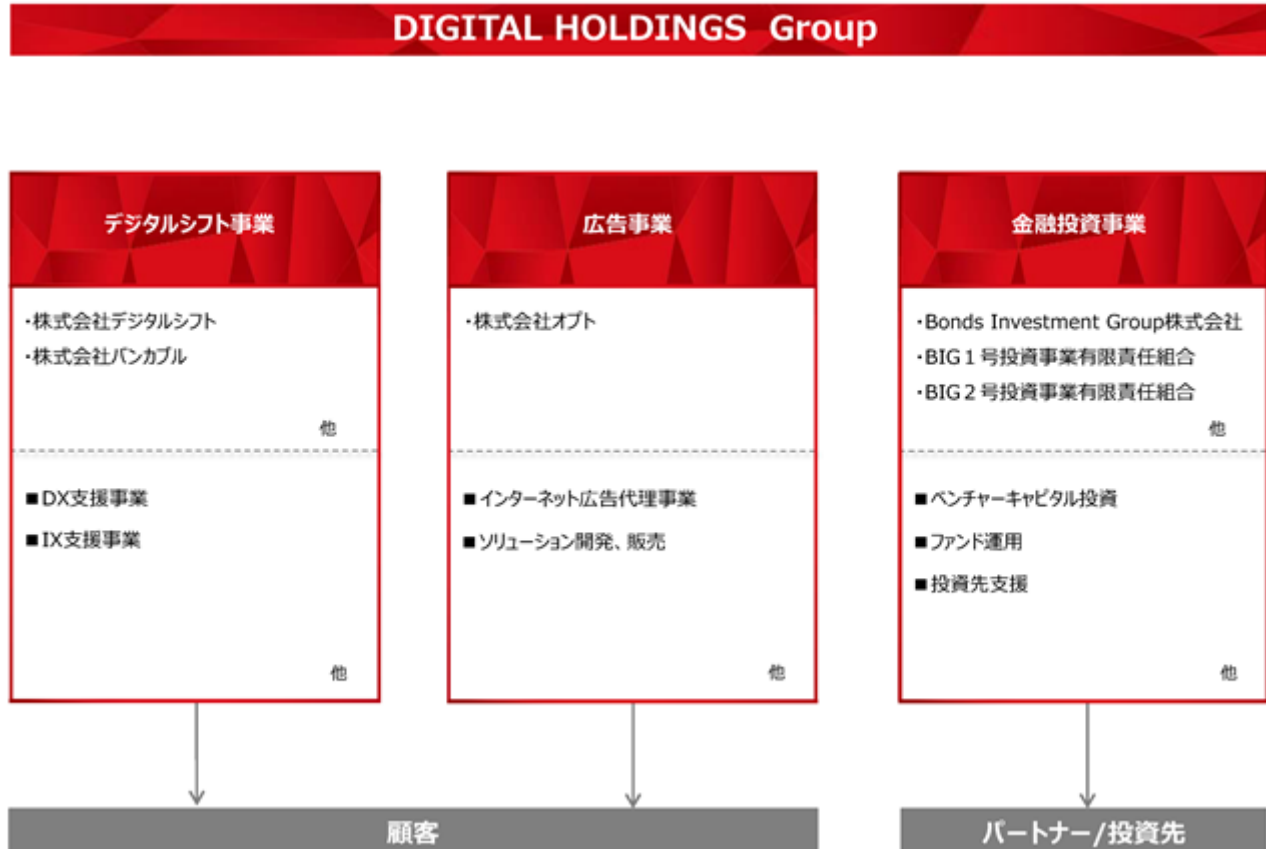 DIGITAL HOLDINGS Group
デジタルシフト事業
・株式会社デジタルシフト
・株式会社バンカブル
他
■DX支援事業
■IX支援事業
他
広告事業
・株式会社オプト
■インターネット広告代理事業
■ソリューション開発、販売
他
金融投資事業
・Bonds Investment Group株式会社
・BIG１号投資事業有限責任組合
・BIG２号投資事業有限責任組合
他
■ベンチャーキャピタル投資
■ファンド運用
■投資先支援
他
顧客
パートナー/投資先